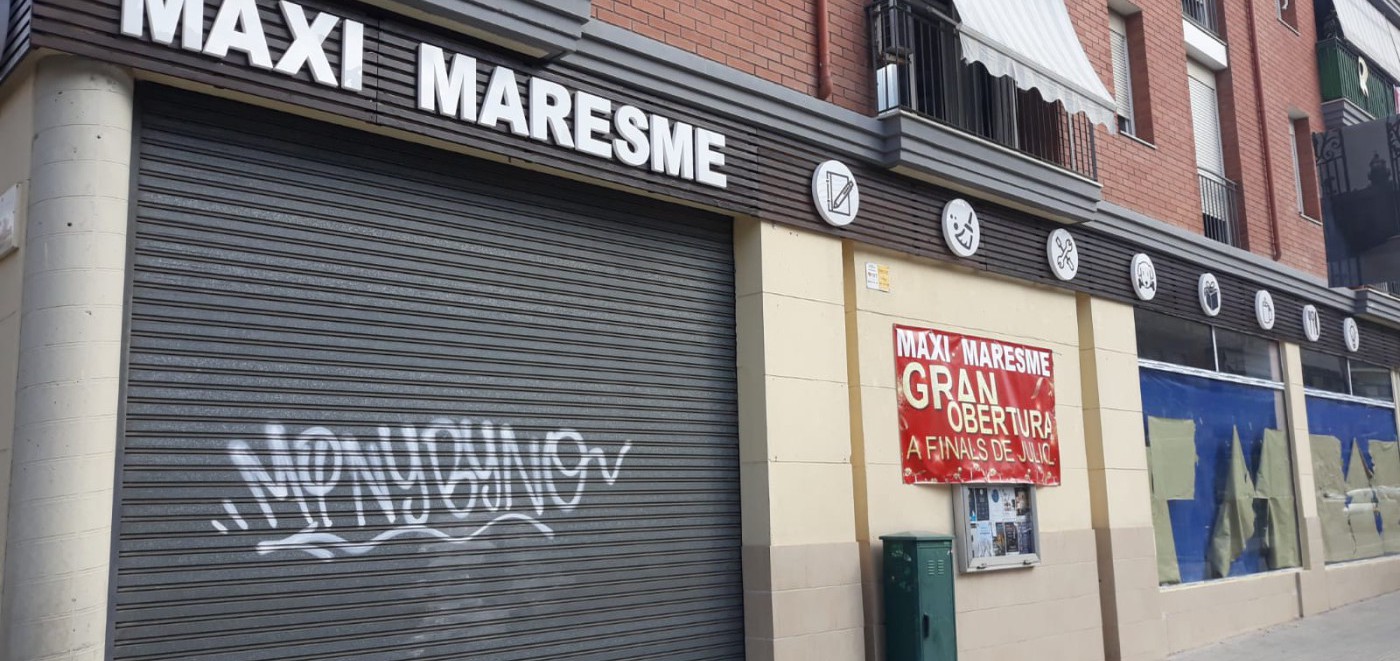 MAXI MARESME
MAXI MARESME
GRAN
OBERTURA
A FINALS DE JULIOL